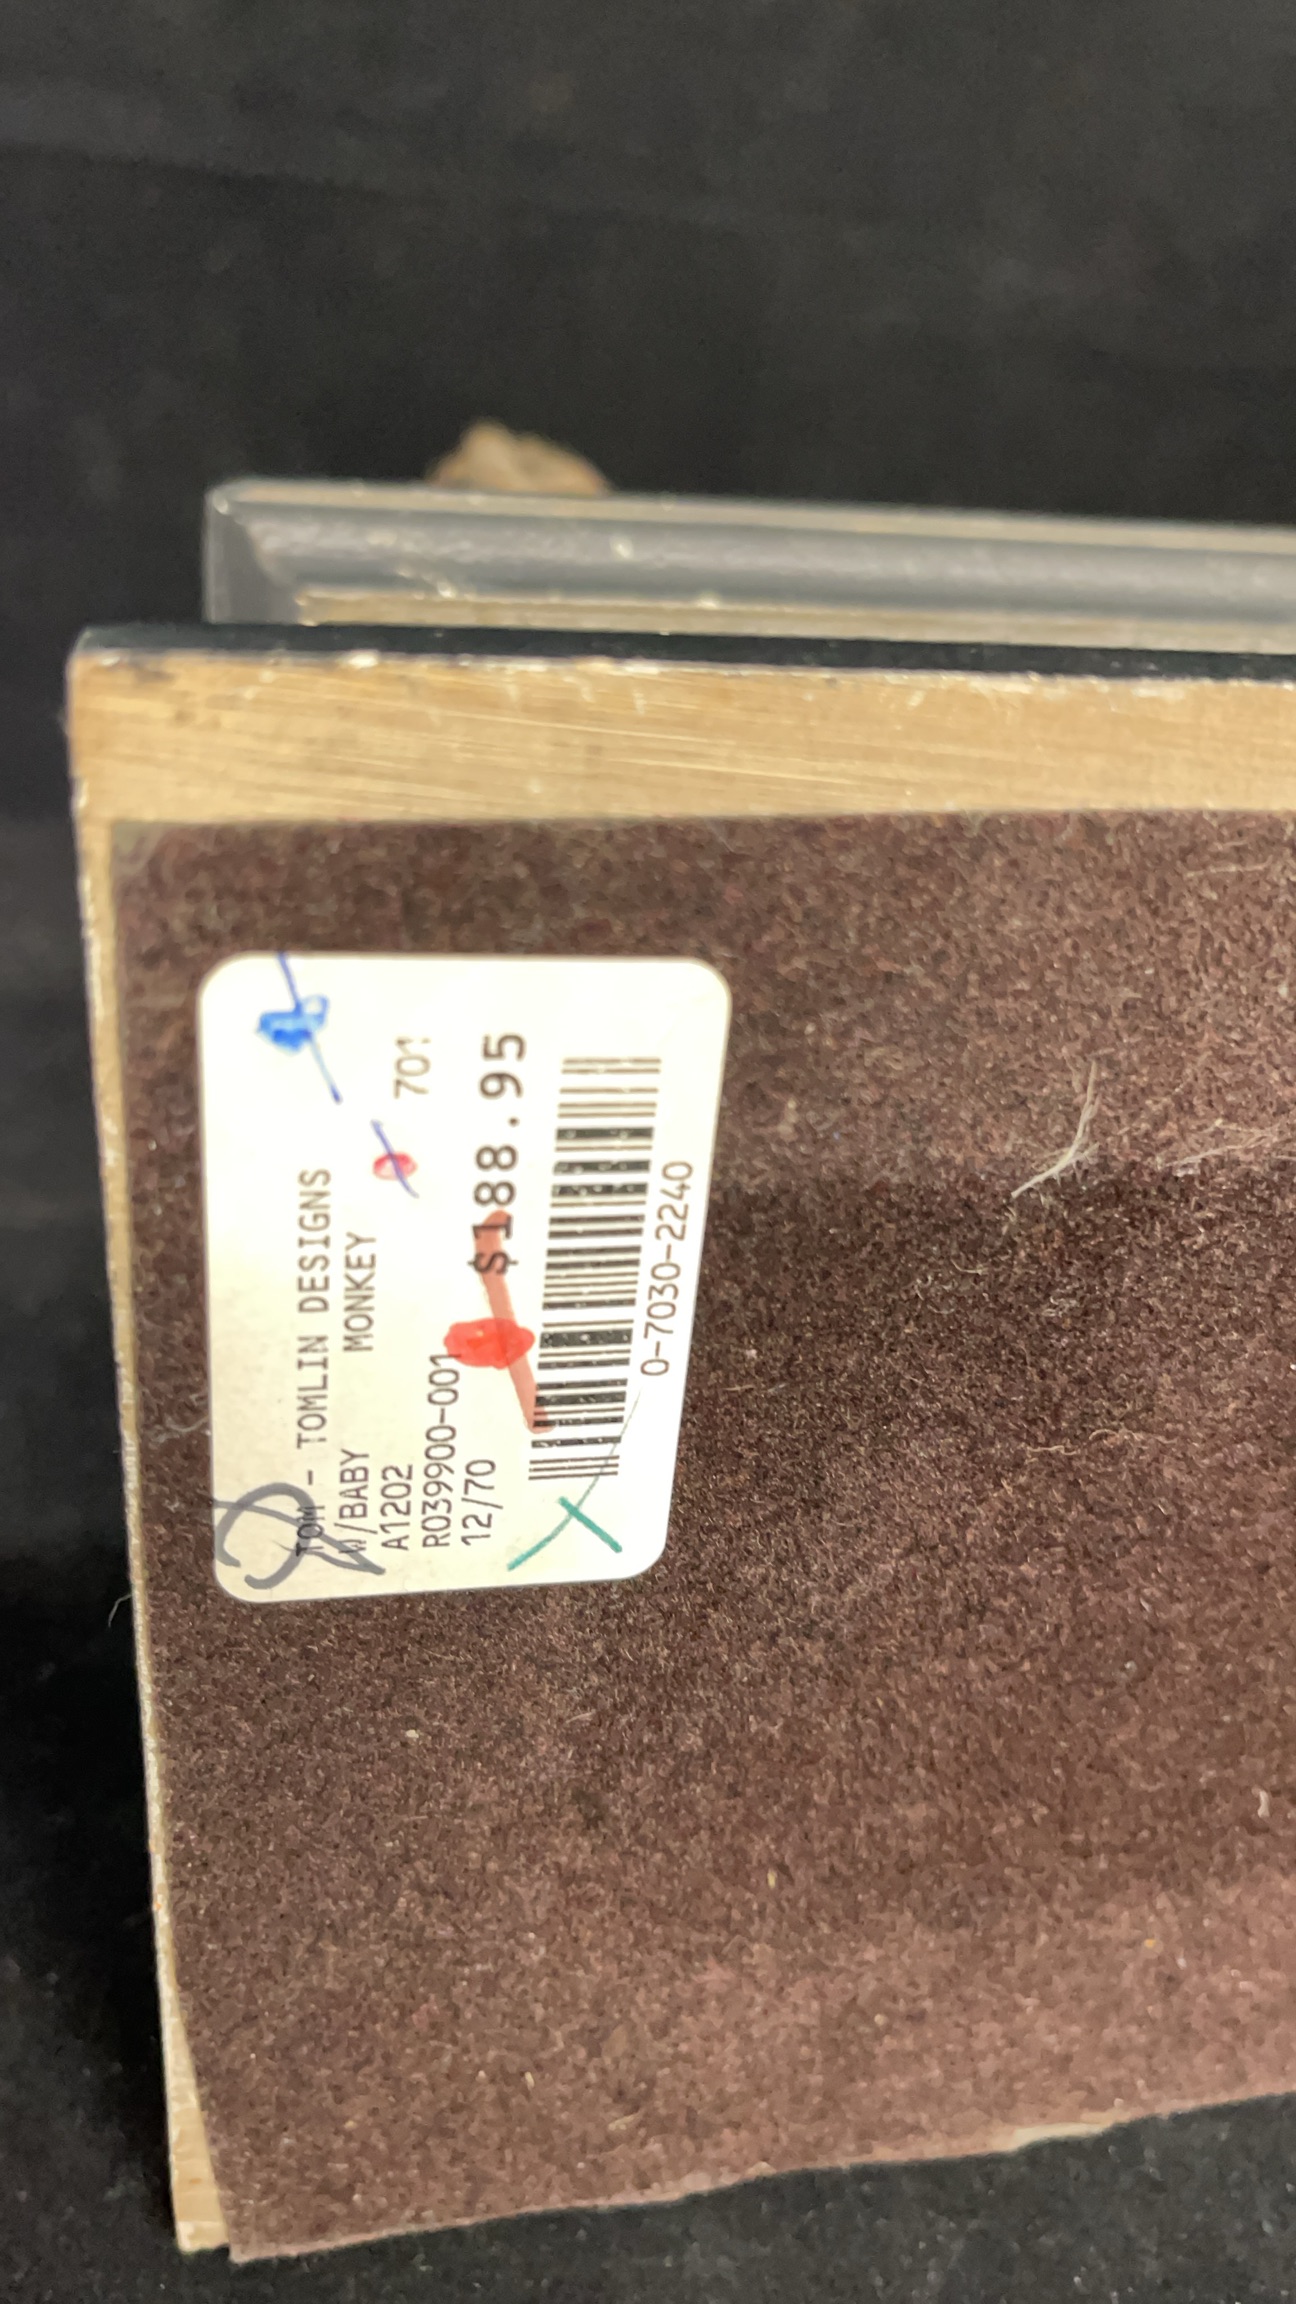 TOM - TOMLIN DESIGNS
W/BABY MONKEY
A1202
R039900-001 701
12/70 $188.95
0-7030-2240